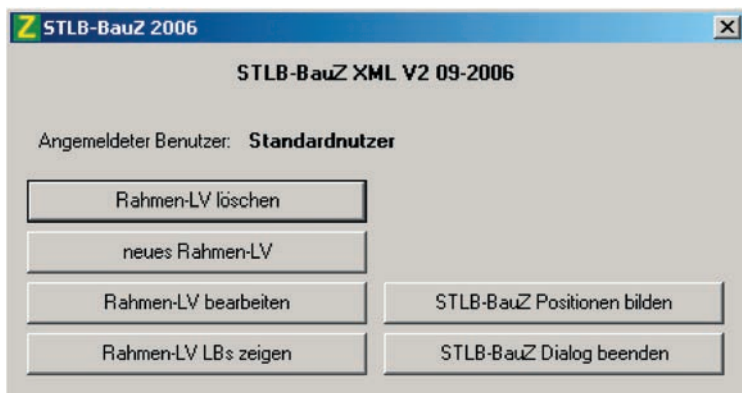 Z STLB-BauZ 2006
STLB-BauZ XML V2 09-2006
Angemeldeter Benutzer: Standardnutzer
Rahmen-LV löschen
neues Rahmen-LV
Rahmen-LV bearbeiten
STLB-BauZ Positionen bilden
Rahmen-LV LBs zeigen
STLB-BauZ Dialog beenden